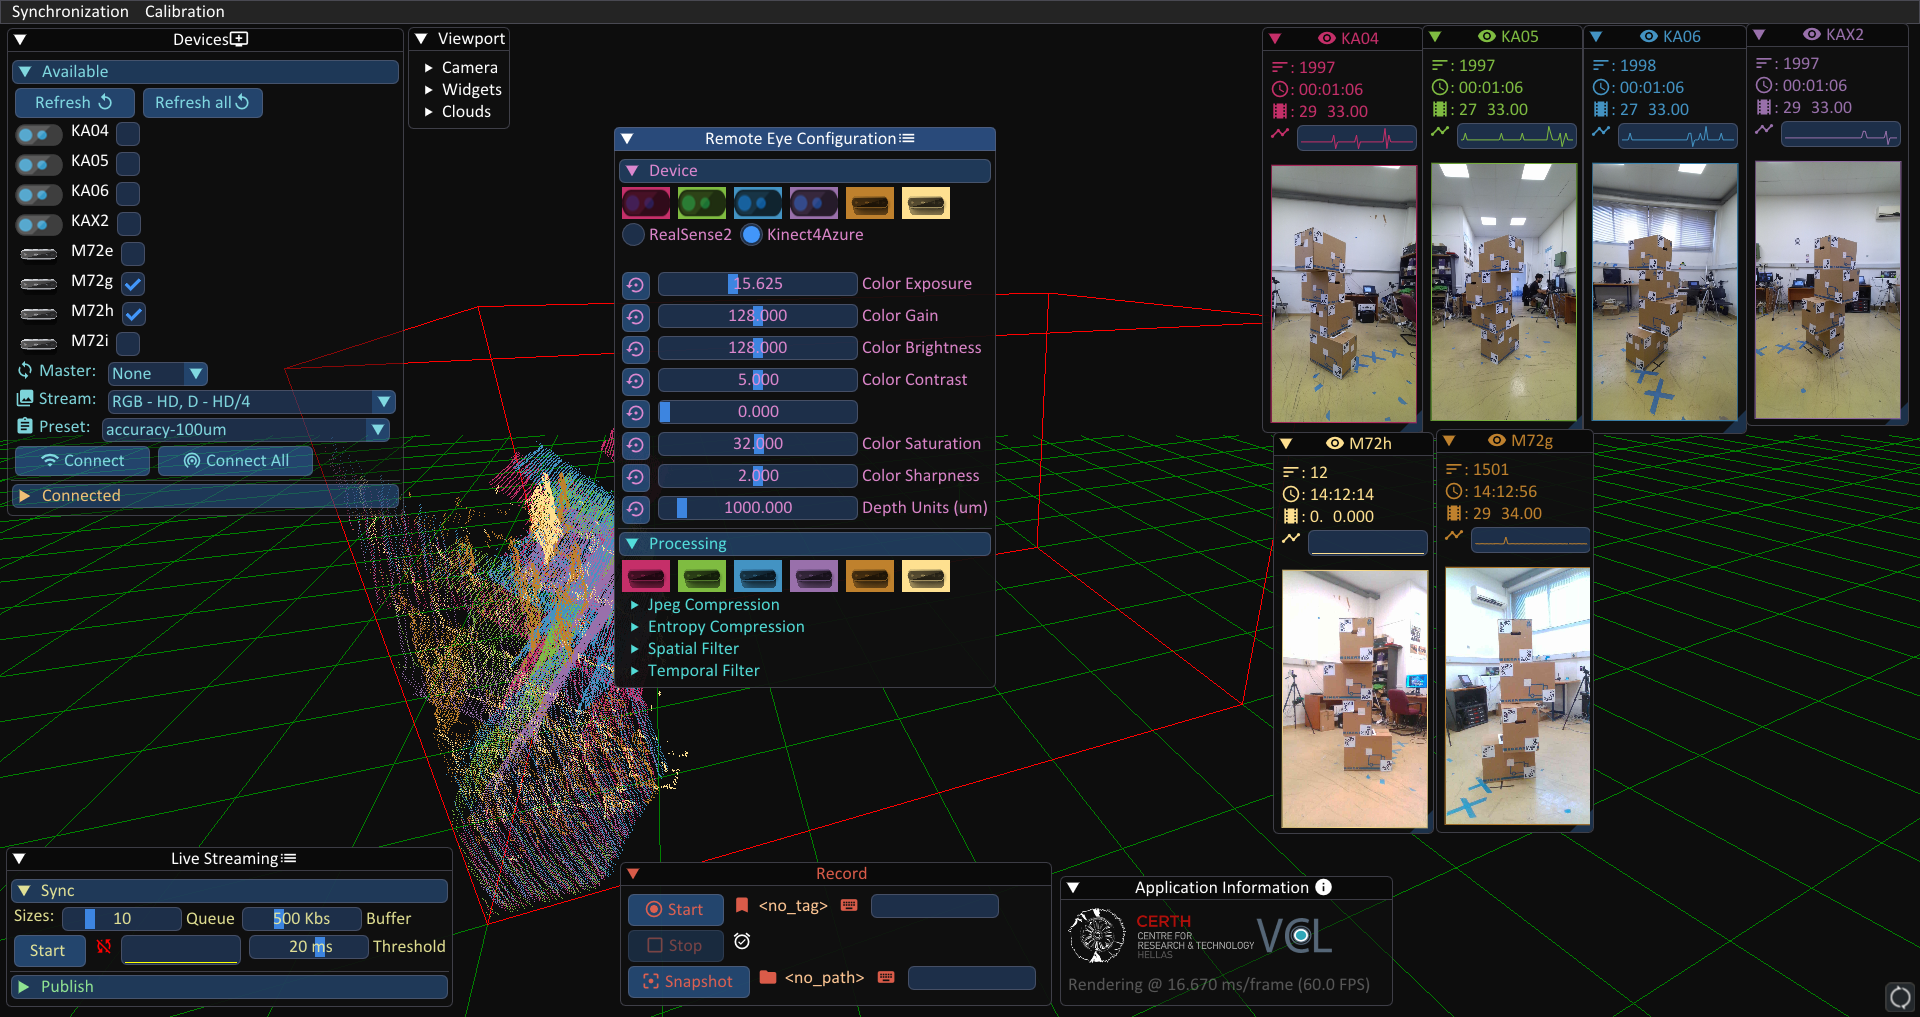 Synchronization Calibration
Devices
Available
Refresh Refresh all
KA04
KA05
KA06
KAX2
M72e
M72g
M72h
M72i
Master: None
Stream: RGB - HD, D - HD/4
Preset: accuracy-100um
Connect Connect All
Connected
Viewport
Camera
Widgets
Clouds
Remote Eye Configuration
Device
RealSense2 Kinect4Azure
15.625 Color Exposure
128.000 Color Gain
128.000 Color Brightness
5.000 Color Contrast
0.000
32.000 Color Saturation
2.000 Color Sharpness
1000.000 Depth Units (um)
Processing
Jpeg Compression
Entropy Compression
Spatial Filter
Temporal Filter
KA04
: 1997
: 00:01:06
: 29 33.00
KA05
: 1997
: 00:01:06
: 27 33.00
KA06
: 1998
: 00:01:06
: 27 33.00
KAX2
: 1997
: 00:01:06
: 29 33.00
M72h
: 12
: 14:12:14
: 0. 0.000
M72g
: 1501
: 14:12:56
: 29 34.00
Live Streaming
Sync
Sizes: 10 Queue 500 Kbs Buffer
Start 20 ms Threshold
Publish
Record
Start <no_tag>
Stop
Snapshot <no_path>
Application Information
CERTH
CENTRE FOR
RESEARCH & TECHNOLOGY
HELLAS
VCL
Rendering @ 16.670 ms/frame (60.0 FPS)